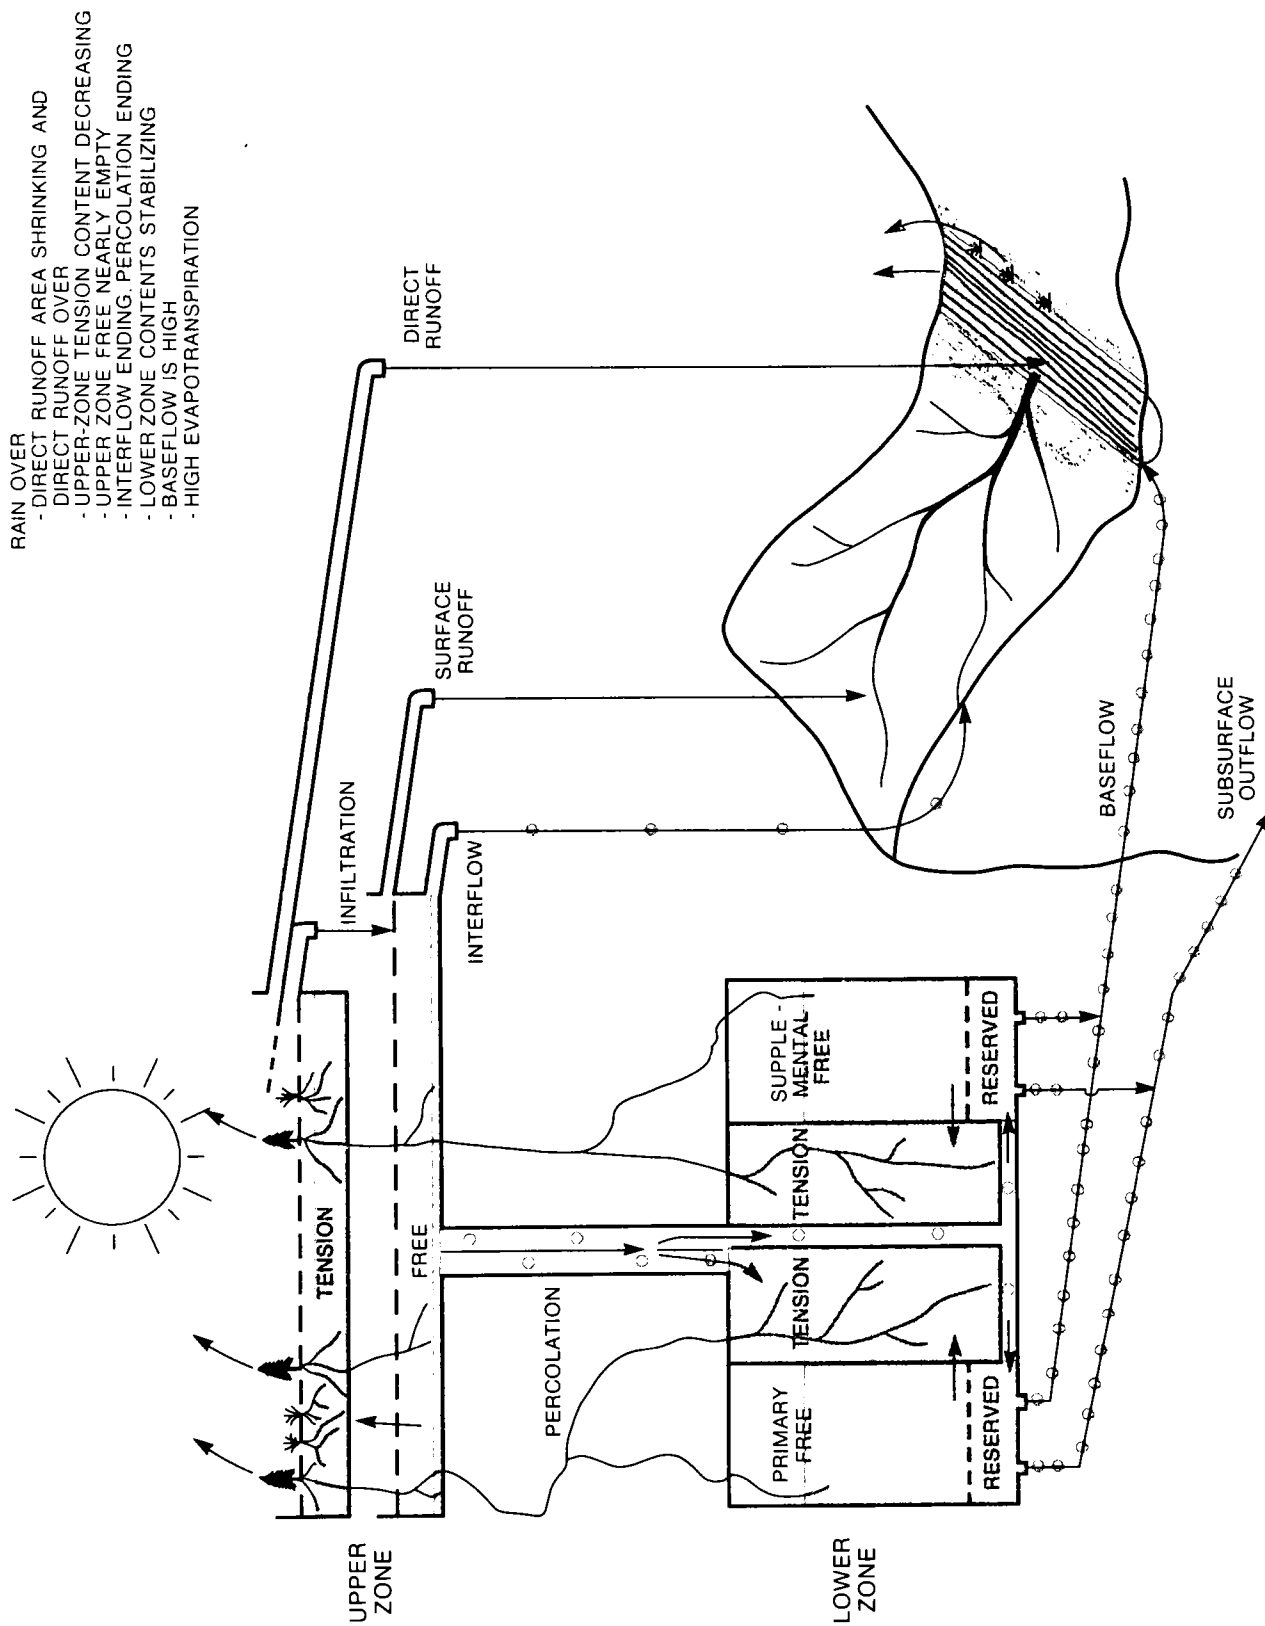 RAIN OVER
- DIRECT RUNOFF AREA SHRINKING AND
DIRECT RUNOFF OVER
- UPPER-ZONE TENSION CONTENT DECREASING
- UPPER ZONE FREE NEARLY EMPTY
- INTERFLOW ENDING, PERCOLATION ENDING
- LOWER ZONE CONTENTS STABILIZING
- BASEFLOW IS HIGH
- HIGH EVAPOTRANSPIRATION
DIRECT
RUNOFF
SURFACE
RUNOFF
INFILTRATION
INTERFLOW
UPPER
ZONE
TENSION
FREE
PERCOLATION
LOWER
ZONE
PRIMARY
FREE
TENSION
TENSION
SUPPLE-
MENTAL
FREE
RESERVED
RESERVED
BASEFLOW
SUBSURFACE
OUTFLOW